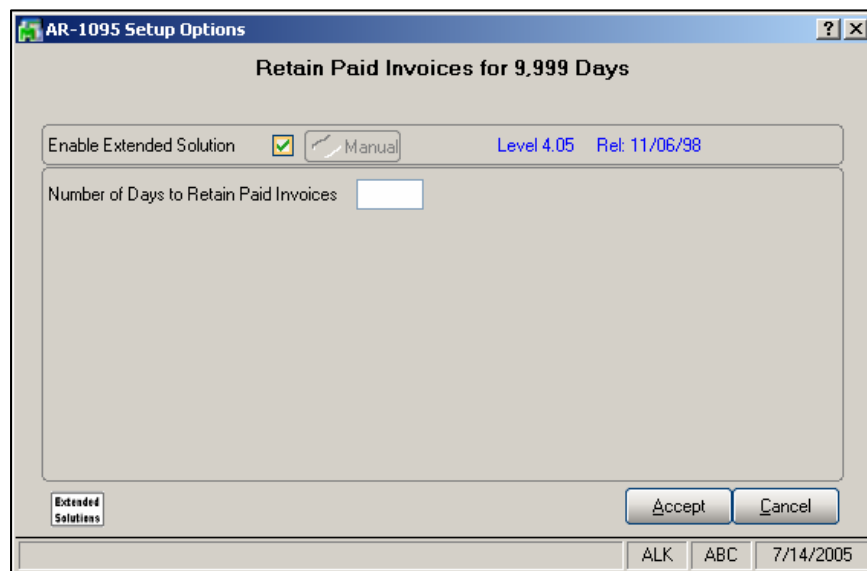 AR-1095 Setup Options
Retain Paid Invoices for 9,999 Days
Enable Extended Solution Manual Level 4.05 Rel: 11/06/98
Number of Days to Retain Paid Invoices
Extended
Solutions
Accept Cancel
ALK ABC 7/14/2005